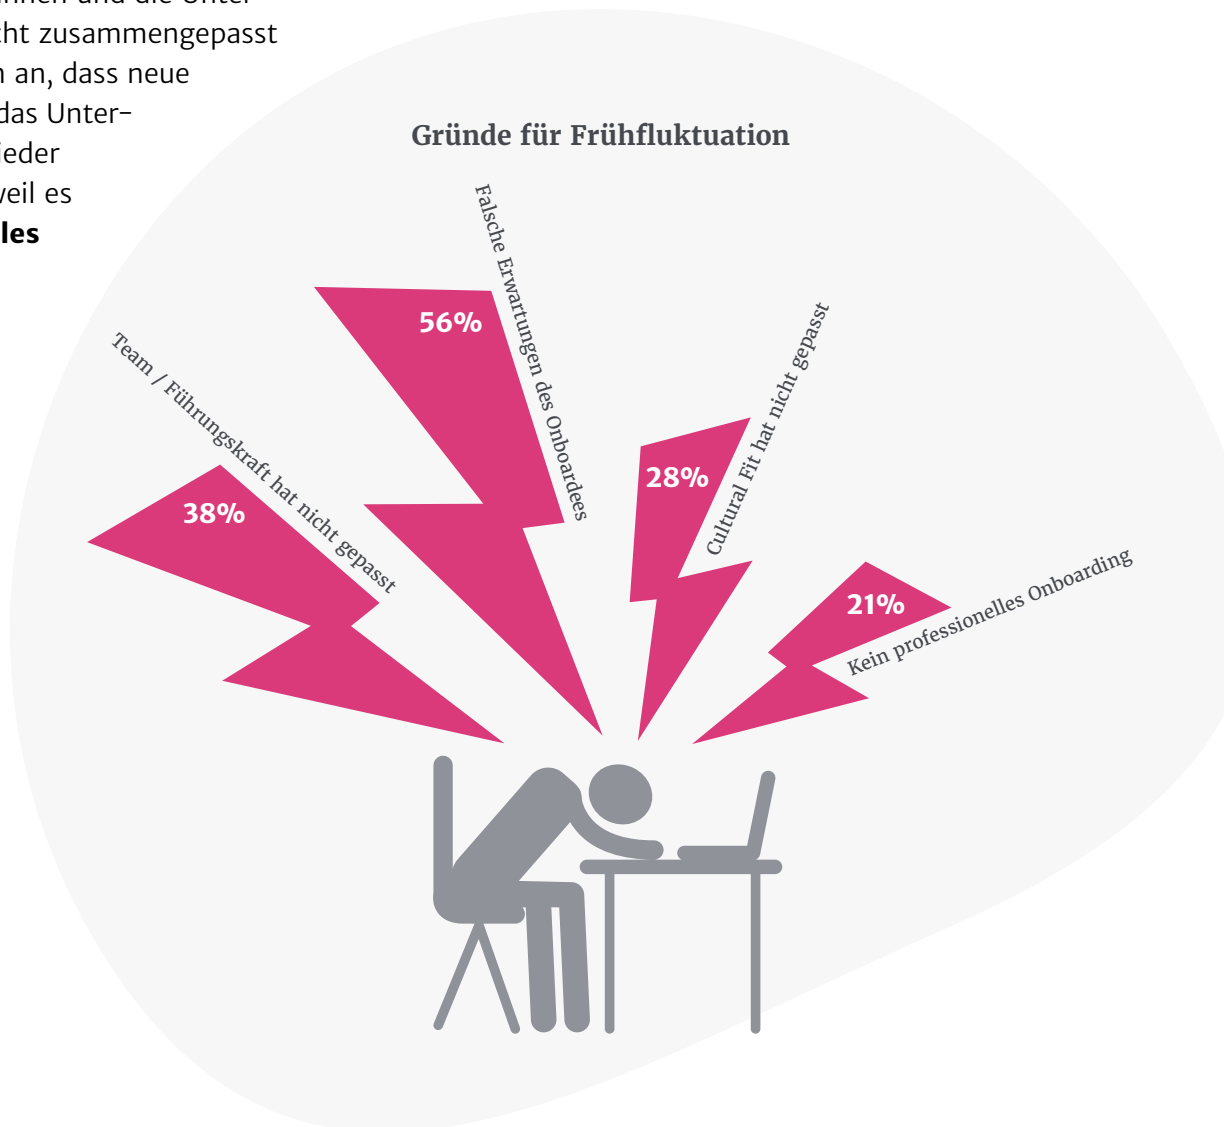 cht zusammengepasst
an, dass neue
das Unter-
ieder
weil es
les
Gründe für Frühfluktuation
Team / Führungskraft hat nicht gepasst
38%
Falsche Erwartungen des Onboardees
56%
Cultural Fit hat nicht gepasst
28%
Kein professionelles Onboarding
21%